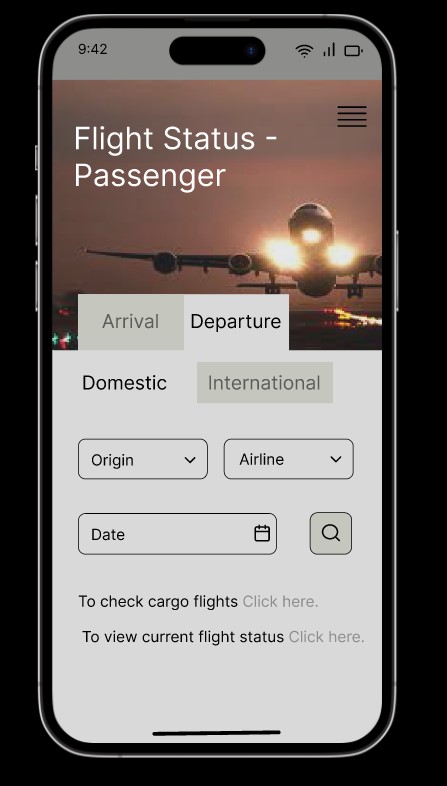 9:42
Flight Status -
Passenger
Arrival Departure
Domestic International
Origin Airline
Date
To check cargo flights Click here.
To view current flight status Click here.